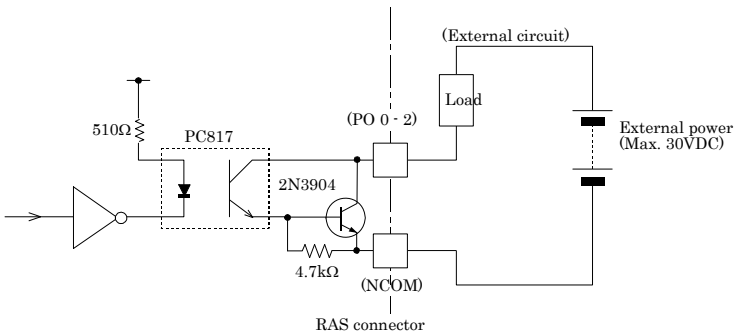 (External circuit)
Load
(PO 0 - 2)
510Ω
PC817
External power
(Max. 30VDC)
2N3904
4.7kΩ
(NCOM)
RAS connector